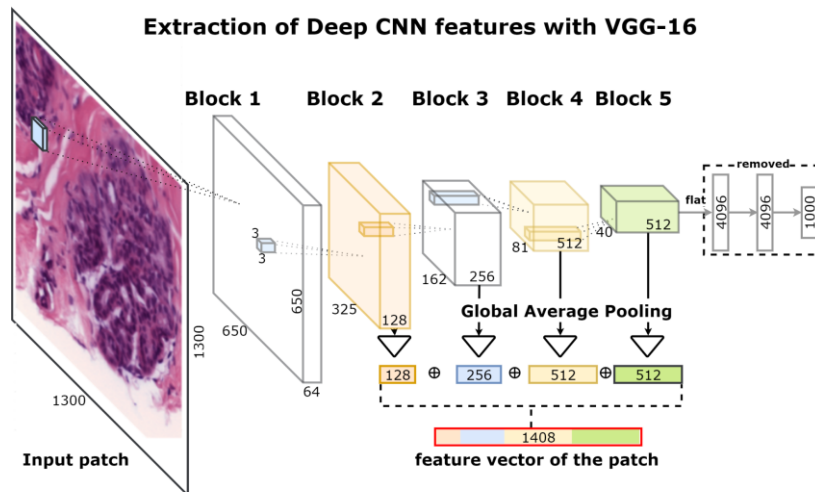 Extraction of Deep CNN features with VGG-16
Block 1
Block 2
Block 3
Block 4
Block 5
removed
flat
4096
4096
1000
3
3
650
650
64
325
128
162
256
81
512
40
512
1300
1300
Global Average Pooling
128 ⊕ 256 ⊕ 512 ⊕ 512
1408
Input patch
feature vector of the patch